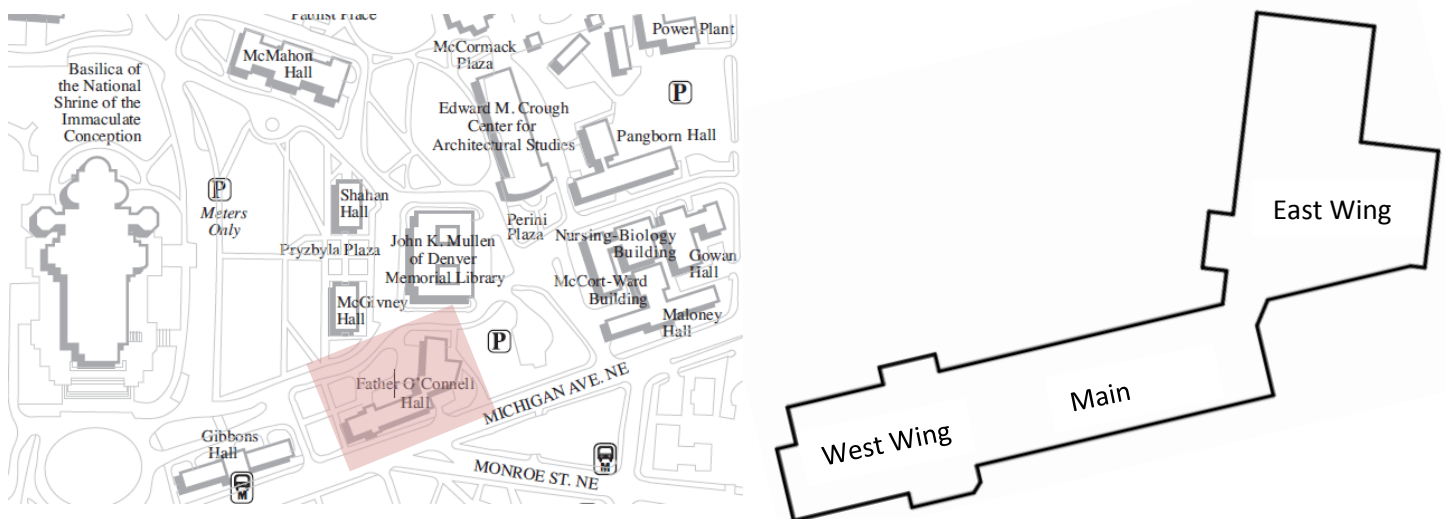 Paulist Place
McMahon
Hall
McCormack
Plaza
Power Plant
Basilica of
the National
Shrine of the
Immaculate
Conception
P
Edward M. Crough
Center for
Architectural Studies
Pangborn Hall
P
Meters
Only
Shahan
Hall
Pryzbyla Plaza
John K. Mullen
of Denver
Memorial Library
Perini
Plaza
Nursing-Biology
Building
Gowan
Hall
McCort-Ward
Building
McGivney
Hall
Maloney
Hall
P
Father O'Connell
Hall
MICHIGAN AVE. NE
Gibbons
Hall
M
M
MONROE ST. NE
East Wing
Main
West Wing